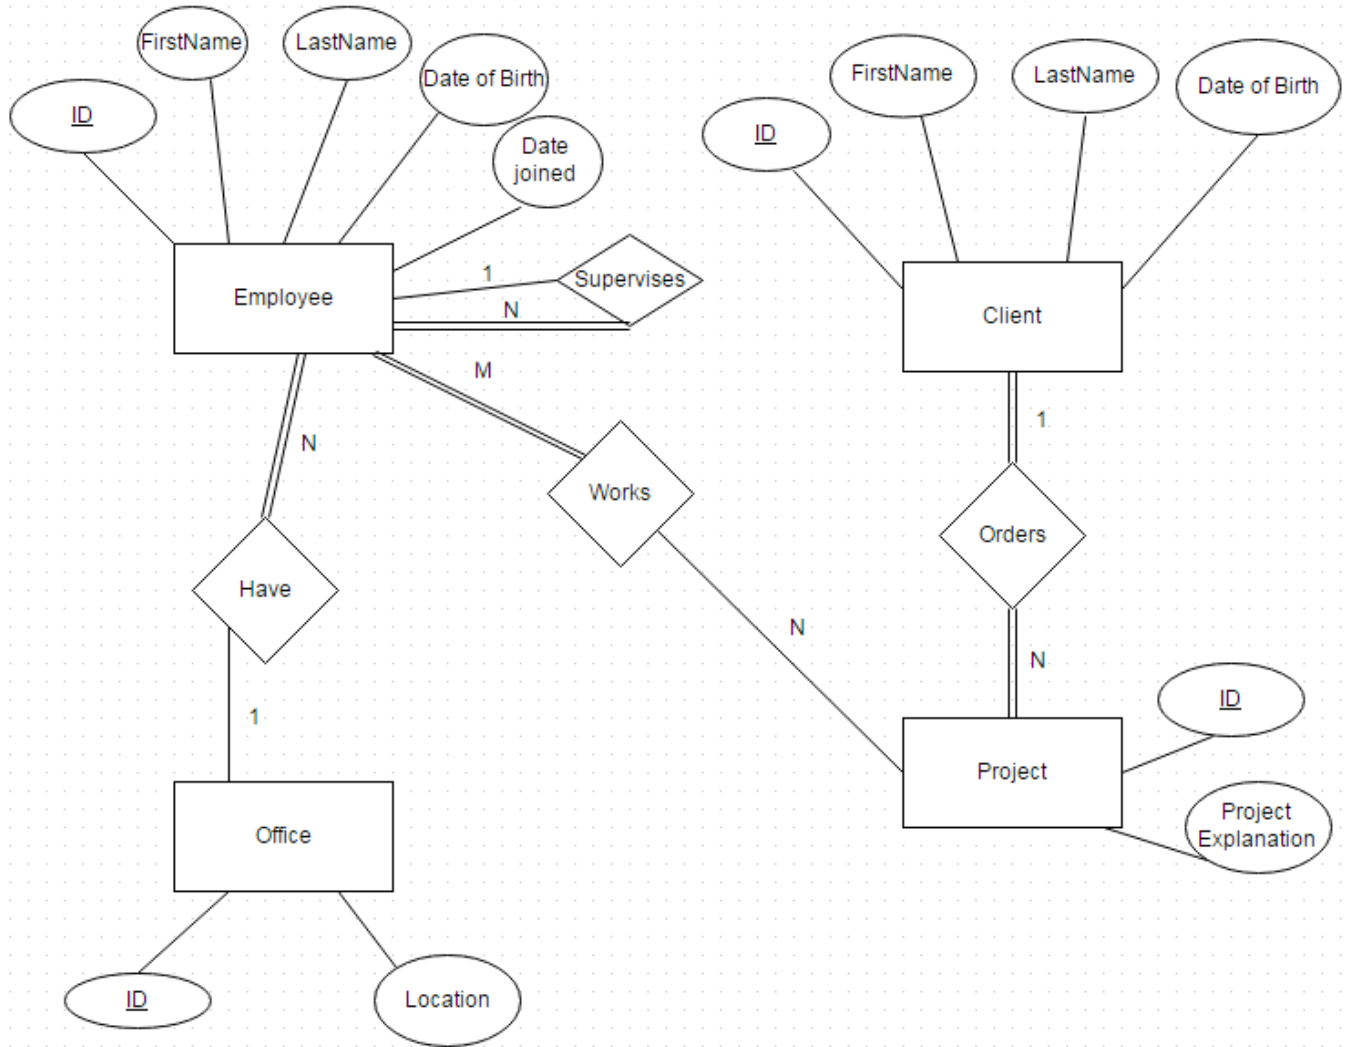 FirstName
LastName
Date of Birth
ID
Date
joined
Employee
1
Supervises
N
M
N
Works
Have
1
Office
ID
Location
FirstName
LastName
Date of Birth
ID
Client
1
Orders
N
N
Project
ID
Project
Explanation